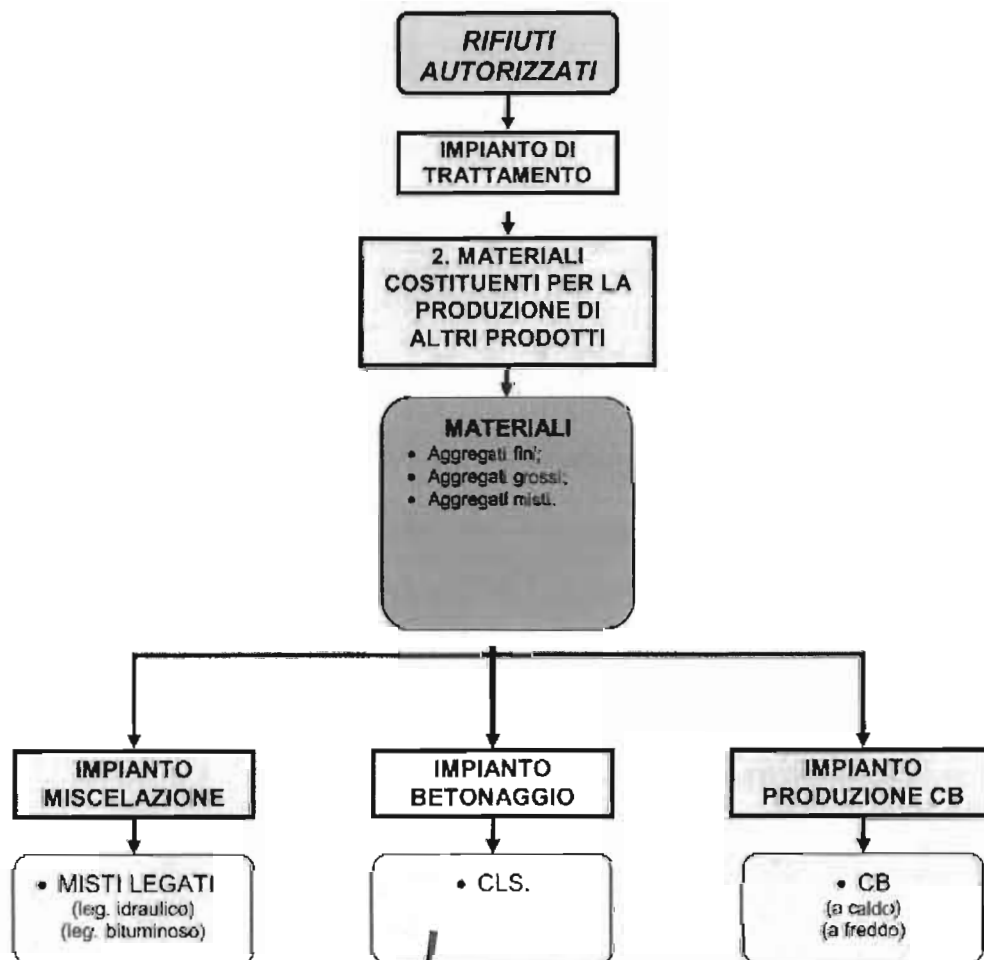 RIFIUTI
AUTORIZZATI
IMPIANTO DI
TRATTAMENTO
2. MATERIALI
COSTITUENTI PER LA
PRODUZIONE DI
ALTRI PRODOTTI
MATERIALI
• Aggregati fini;
• Aggregati grossi;
• Aggregati misti.
IMPIANTO
MISCELAZIONE
• MISTI LEGATI
(leg. idraulico)
(leg. bituminoso)
IMPIANTO
BETONAGGIO
• CLS.
IMPIANTO
PRODUZIONE CB
• CB
(a caldo)
(a freddo)